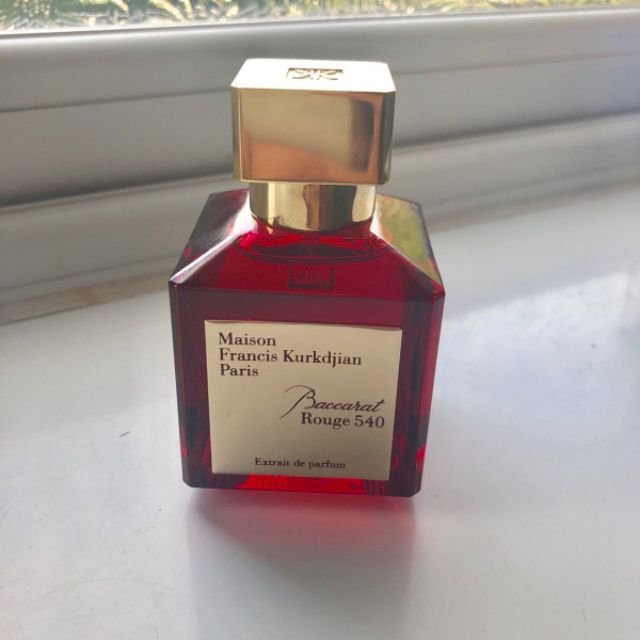 Maison
Francis Kurkdjian
Paris
Baccarat
Rouge 540
Extrait de parfum